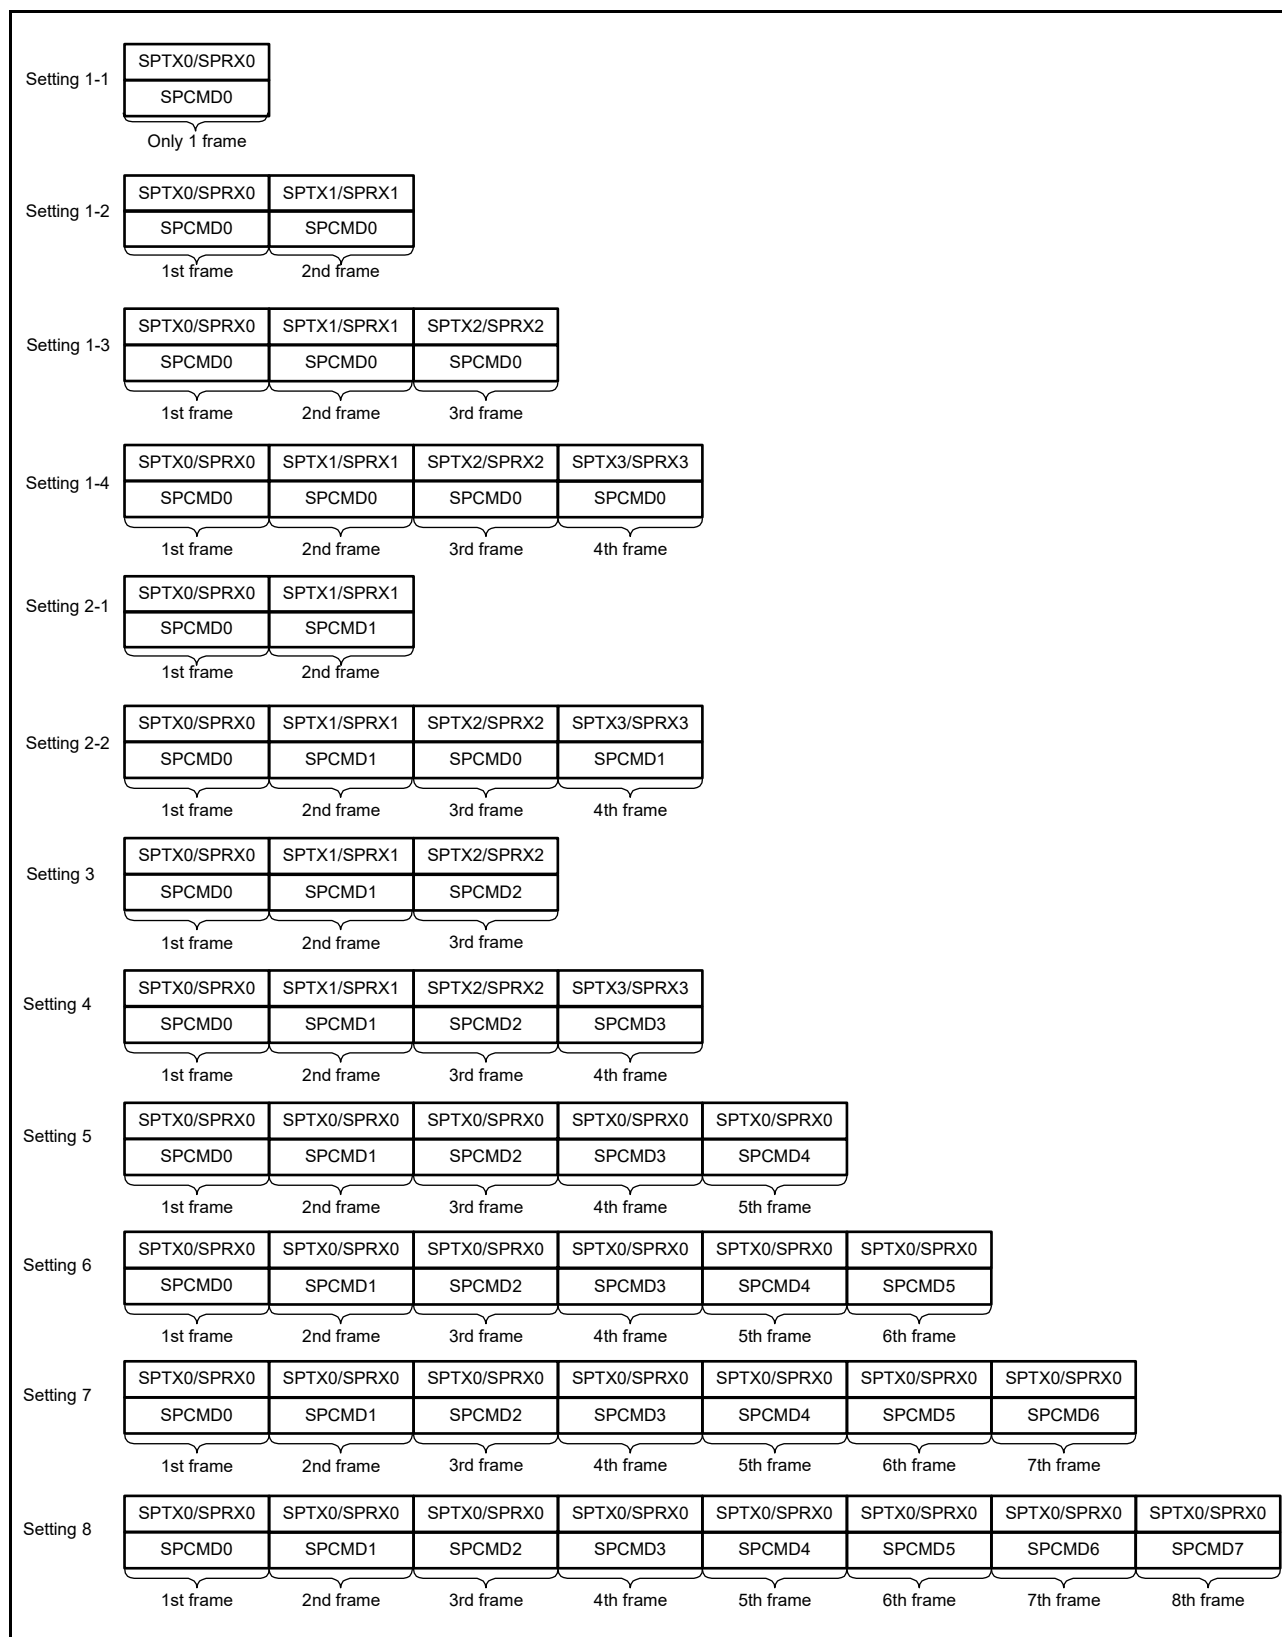 SPTX0/SPRX0
Setting 1-1
SPCMD0
Only 1 frame
SPTX0/SPRX0 SPTX1/SPRX1
Setting 1-2
SPCMD0 SPCMD0
1st frame 2nd frame
SPTX0/SPRX0 SPTX1/SPRX1 SPTX2/SPRX2
Setting 1-3
SPCMD0 SPCMD0 SPCMD0
1st frame 2nd frame 3rd frame
SPTX0/SPRX0 SPTX1/SPRX1 SPTX2/SPRX2 SPTX3/SPRX3
Setting 1-4
SPCMD0 SPCMD0 SPCMD0 SPCMD0
1st frame 2nd frame 3rd frame 4th frame
SPTX0/SPRX0 SPTX1/SPRX1
Setting 2-1
SPCMD0 SPCMD1
1st frame 2nd frame
SPTX0/SPRX0 SPTX1/SPRX1 SPTX2/SPRX2 SPTX3/SPRX3
Setting 2-2
SPCMD0 SPCMD1 SPCMD0 SPCMD1
1st frame 2nd frame 3rd frame 4th frame
SPTX0/SPRX0 SPTX1/SPRX1 SPTX2/SPRX2
Setting 3
SPCMD0 SPCMD1 SPCMD2
1st frame 2nd frame 3rd frame
SPTX0/SPRX0 SPTX1/SPRX1 SPTX2/SPRX2 SPTX3/SPRX3
Setting 4
SPCMD0 SPCMD1 SPCMD2 SPCMD3
1st frame 2nd frame 3rd frame 4th frame
SPTX0/SPRX0 SPTX0/SPRX0 SPTX0/SPRX0 SPTX0/SPRX0 SPTX0/SPRX0
Setting 5
SPCMD0 SPCMD1 SPCMD2 SPCMD3 SPCMD4
1st frame 2nd frame 3rd frame 4th frame 5th frame
SPTX0/SPRX0 SPTX0/SPRX0 SPTX0/SPRX0 SPTX0/SPRX0 SPTX0/SPRX0 SPTX0/SPRX0
Setting 6
SPCMD0 SPCMD1 SPCMD2 SPCMD3 SPCMD4 SPCMD5
1st frame 2nd frame 3rd frame 4th frame 5th frame 6th frame
SPTX0/SPRX0 SPTX0/SPRX0 SPTX0/SPRX0 SPTX0/SPRX0 SPTX0/SPRX0 SPTX0/SPRX0 SPTX0/SPRX0
Setting 7
SPCMD0 SPCMD1 SPCMD2 SPCMD3 SPCMD4 SPCMD5 SPCMD6
1st frame 2nd frame 3rd frame 4th frame 5th frame 6th frame 7th frame
SPTX0/SPRX0 SPTX0/SPRX0 SPTX0/SPRX0 SPTX0/SPRX0 SPTX0/SPRX0 SPTX0/SPRX0 SPTX0/SPRX0 SPTX0/SPRX0
Setting 8
SPCMD0 SPCMD1 SPCMD2 SPCMD3 SPCMD4 SPCMD5 SPCMD6 SPCMD7
1st frame 2nd frame 3rd frame 4th frame 5th frame 6th frame 7th frame 8th frame